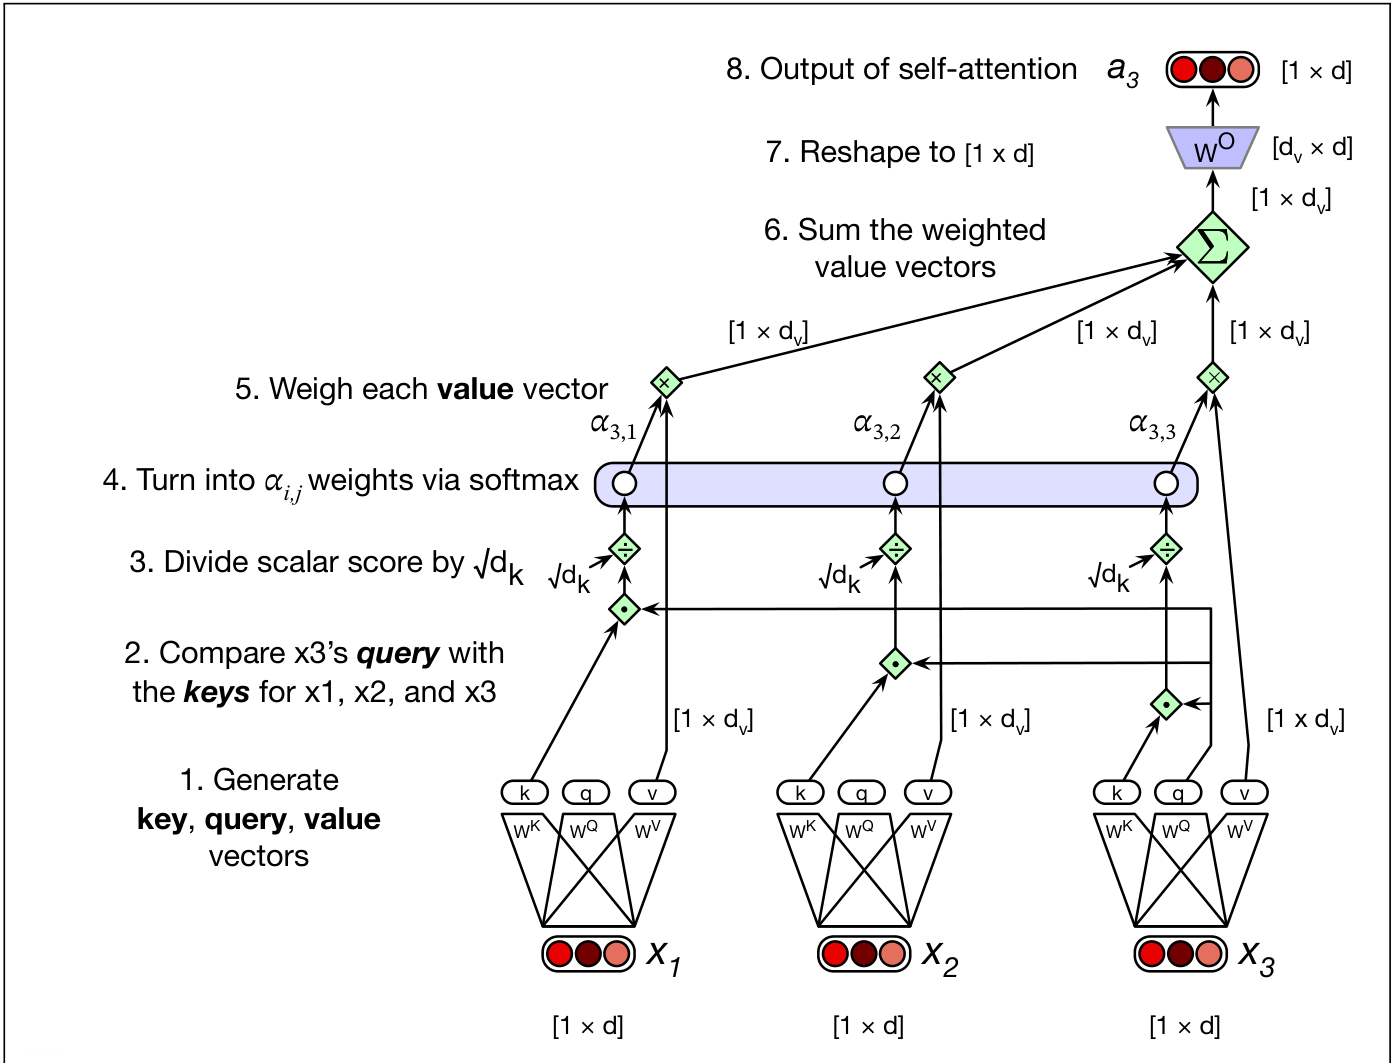 8. Output of self-attention a3 [1 × d]
7. Reshape to [1 x d] WO [dv × d]
[1 × dv]
6. Sum the weighted
value vectors
Σ
[1 × dv] [1 × dv] [1 × dv]
5. Weigh each value vector × × ×
α3,1 α3,2 α3,3
4. Turn into αi,j weights via softmax
3. Divide scalar score by √dk √dk ÷ √dk ÷ √dk ÷
2. Compare x3’s query with
the keys for x1, x2, and x3
[1 × dv] [1 × dv] [1 x dv]
1. Generate
key, query, value
vectors
k q v k q v k q v
WK WQ WV WK WQ WV WK WQ WV
x1 x2 x3
[1 × d] [1 × d] [1 × d]